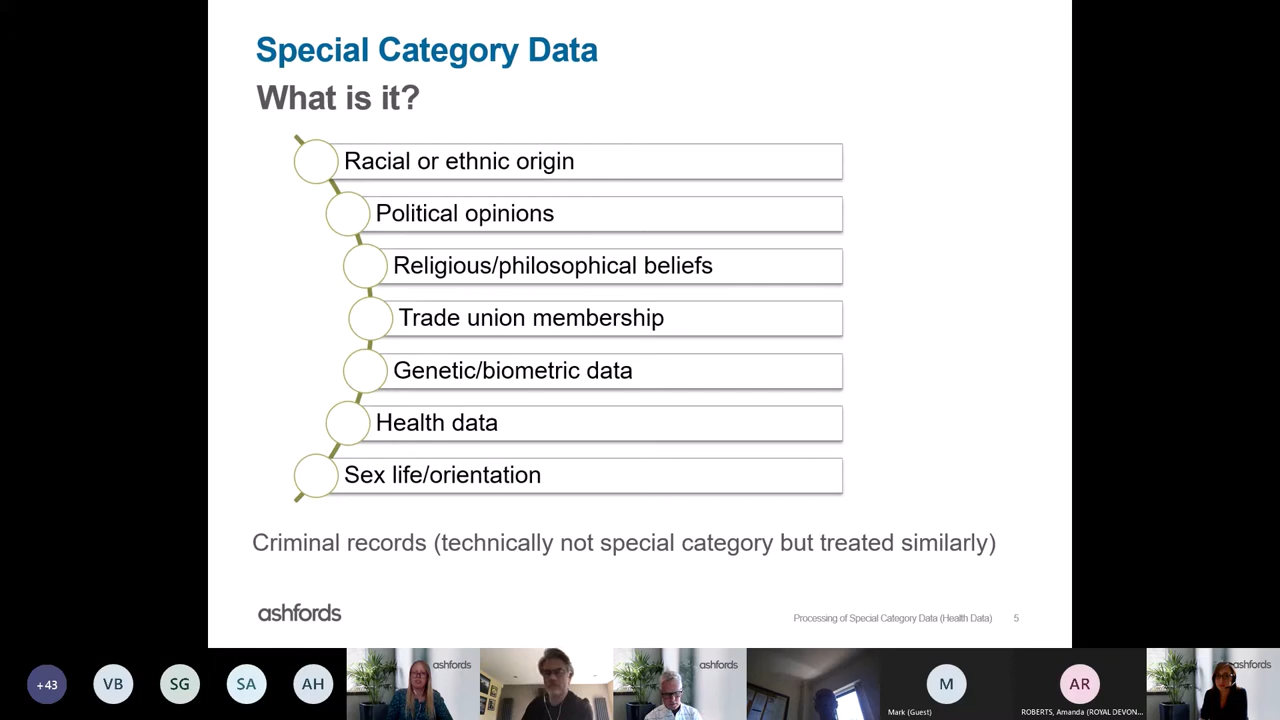 Special Category Data
What is it?
Racial or ethnic origin
Political opinions
Religious/philosophical beliefs
Trade union membership
Genetic/biometric data
Health data
Sex life/orientation
Criminal records (technically not special category but treated similarly)
ashfords
Processing of Special Category Data (Health Data) 5
+43
VB
SG
SA
AH
ashfords
ashfords
M
Mark (Guest)
AR
ROBERTS, Amanda (ROYAL DEVON...
ashfords